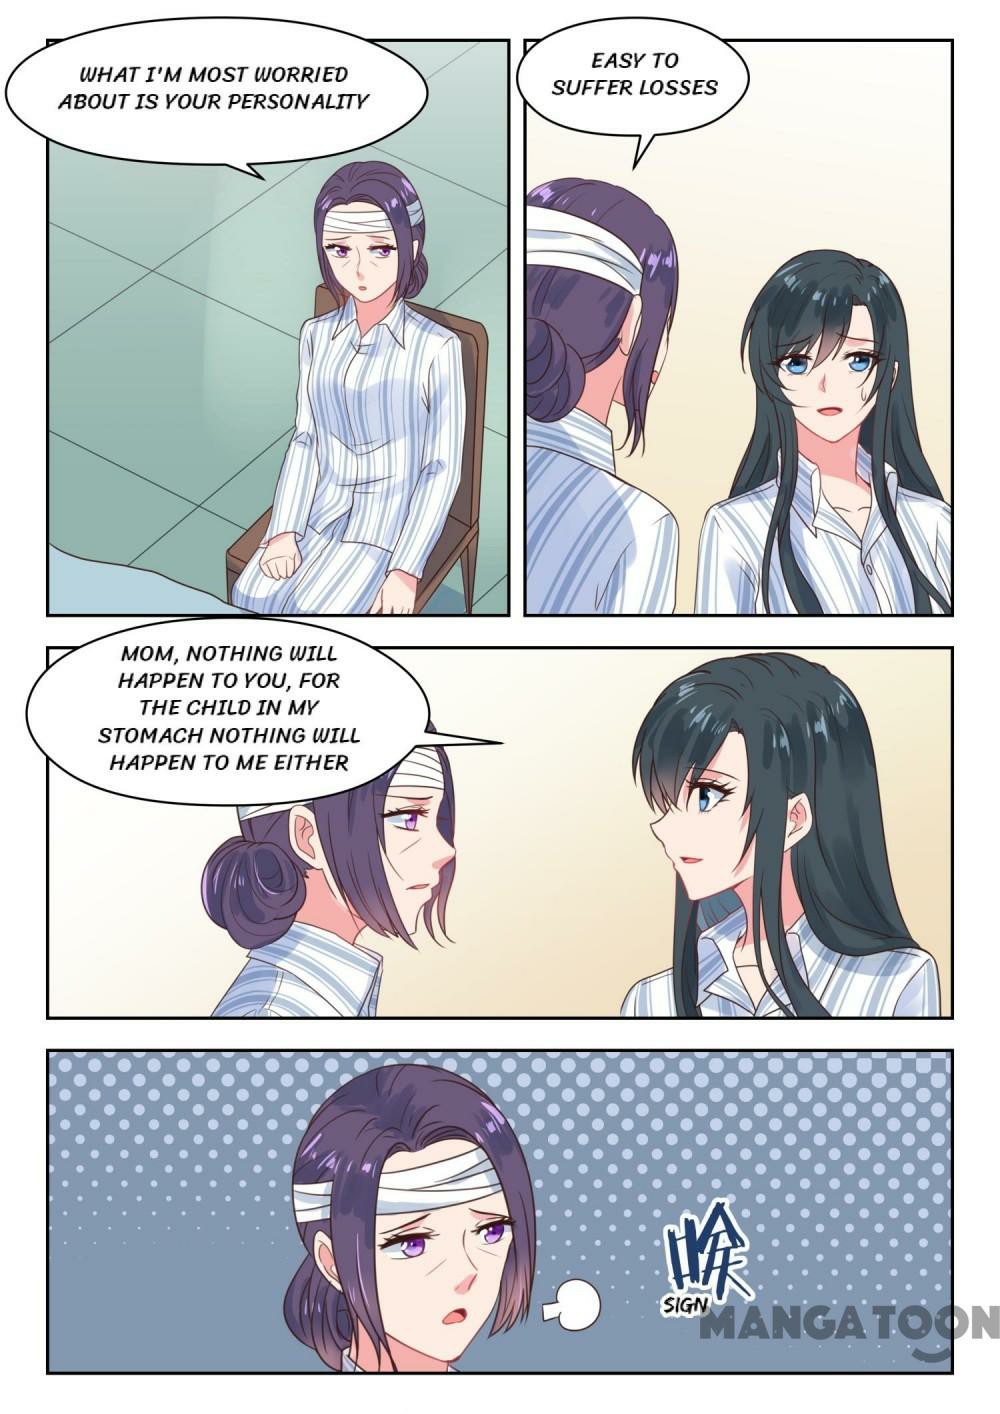 WHAT I'M MOST WORRIED
ABOUT IS YOUR PERSONALITY
EASY TO
SUFFER LOSSES
MOM, NOTHING WILL
HAPPEN TO YOU, FOR
THE CHILD IN MY
STOMACH NOTHING WILL
HAPPEN TO ME EITHER
唉
SIGN
MANGATOON